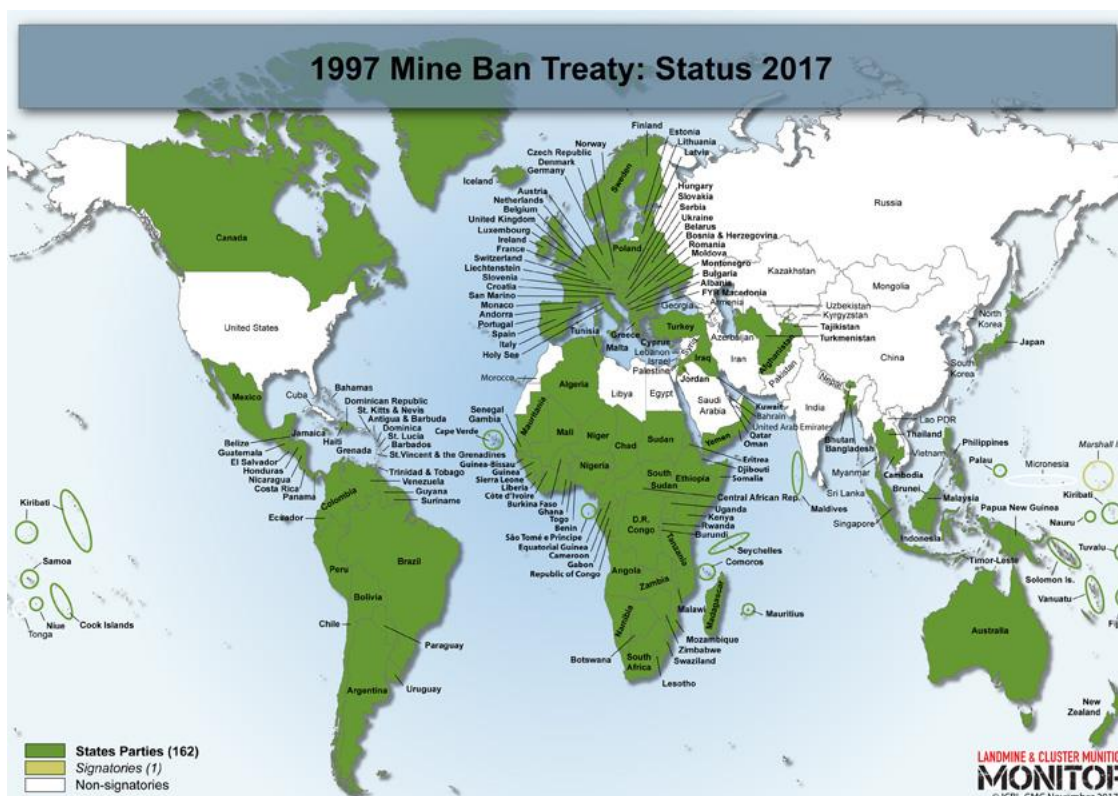 1997 Mine Ban Treaty: Status 2017
Finland
Estonia
Lithuania
Latvia
Norway
Czech Republic
Denmark
Germany
Iceland
Sweden
Austria
Netherlands
Belgium
United Kingdom
Luxembourg
Ireland
France
Switzerland
Liechtenstein
Slovenia
Croatia
San Marino
Monaco
Andorra
Portugal
Spain
Italy
Holy See
Poland
Hungary
Slovakia
Serbia
Ukraine
Belarus
Bosnia & Herzegovina
Romania
Moldova
Montenegro
Bulgaria
Albania
FYR Macedonia
Georgia
Armenia
Russia
Kazakhstan
Mongolia
Uzbekistan
Kyrgyzstan
Tajikistan
Turkmenistan
Azerbaijan
North
Korea
South
Korea
Japan
China
Canada
United States
Mexico
Cuba
Bahamas
Dominican Republic
St. Kitts & Nevis
Antigua & Barbuda
Dominica
St. Lucia
Barbados
St.Vincent & the Grenadines
Jamaica
Haiti
Grenada
Belize
Guatemala
El Salvador
Honduras
Nicaragua
Costa Rica
Panama
Trinidad & Tobago
Venezuela
Guyana
Suriname
Colombia
Ecuador
Peru
Brazil
Bolivia
Chile
Paraguay
Argentina
Uruguay
Tunisia
Malta
Greece
Cyprus
Turkey
Lebanon
Israel
Palestine
Syria
Iraq
Iran
Jordan
Afghanistan
Pakistan
Nepal
India
Morocco
Algeria
Libya
Egypt
Saudi
Arabia
Kuwait
Bahrain
United Arab Emirates
Qatar
Oman
Yemen
Senegal
Gambia
Cape Verde
Mauritania
Mali
Niger
Chad
Sudan
Eritrea
Djibouti
Somalia
Guinea-Bissau
Guinea
Sierra Leone
Liberia
Côte d'Ivoire
Burkina Faso
Ghana
Togo
Benin
São Tomé e Príncipe
Equatorial Guinea
Cameroon
Gabon
Republic of Congo
Nigeria
South
Sudan
Ethiopia
Central African Rep.
Uganda
Kenya
Rwanda
Burundi
D.R.
Congo
Tanzania
Seychelles
Comoros
Angola
Zambia
Malawi
Madagascar
Mauritius
Namibia
Mozambique
Zimbabwe
Swaziland
Botswana
South
Africa
Lesotho
Bhutan
Bangladesh
Myanmar
Sri Lanka
Maldives
Lao PDR
Thailand
Vietnam
Cambodia
Brunei
Philippines
Palau
Malaysia
Singapore
Indonesia
Papua New Guinea
Timor-Leste
Micronesia
Marshall I
Kiribati
Nauru
Tuvalu
Solomon Is.
Vanuatu
Fi
Australia
New
Zealand
Kiribati
Samoa
Tonga
Niue
Cook Islands
States Parties (162)
Signatories (1)
Non-signatories
LANDMINE & CLUSTER MUNITIO
MONITOR